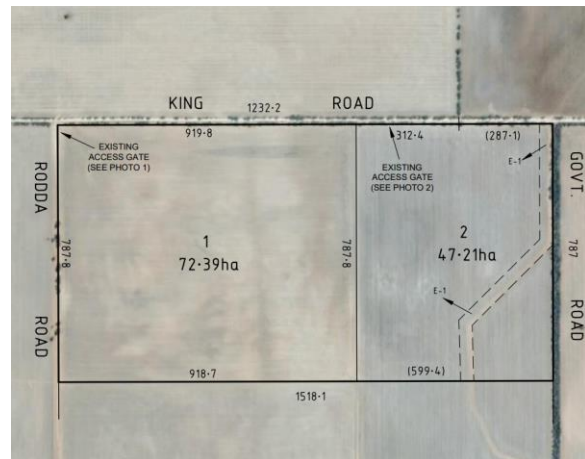 KING ROAD
1232·2
919·8
312·4
(287·1)
EXISTING
ACCESS GATE
(SEE PHOTO 1)
EXISTING
ACCESS GATE
(SEE PHOTO 2)
E-1
RODDA ROAD
787·8
1
72·39ha
787·8
2
47·21ha
GOVT. ROAD
787
E-1
918·7
(599·4)
1518·1